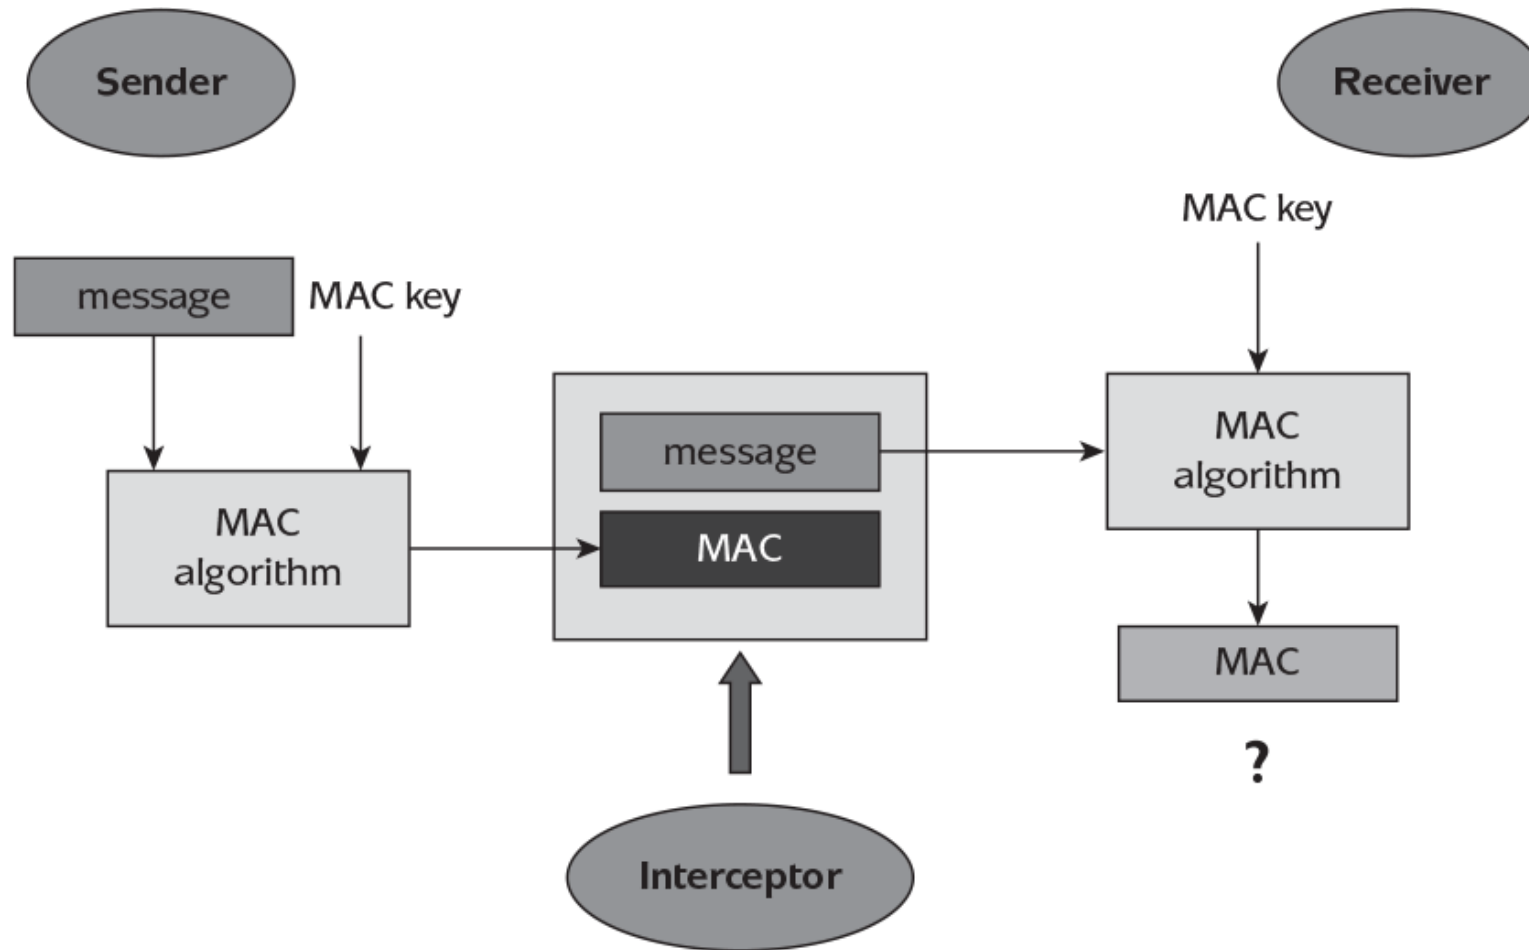 Sender
Receiver
MAC key
message
MAC key
message
MAC
algorithm
MAC
algorithm
MAC
MAC
?
Interceptor